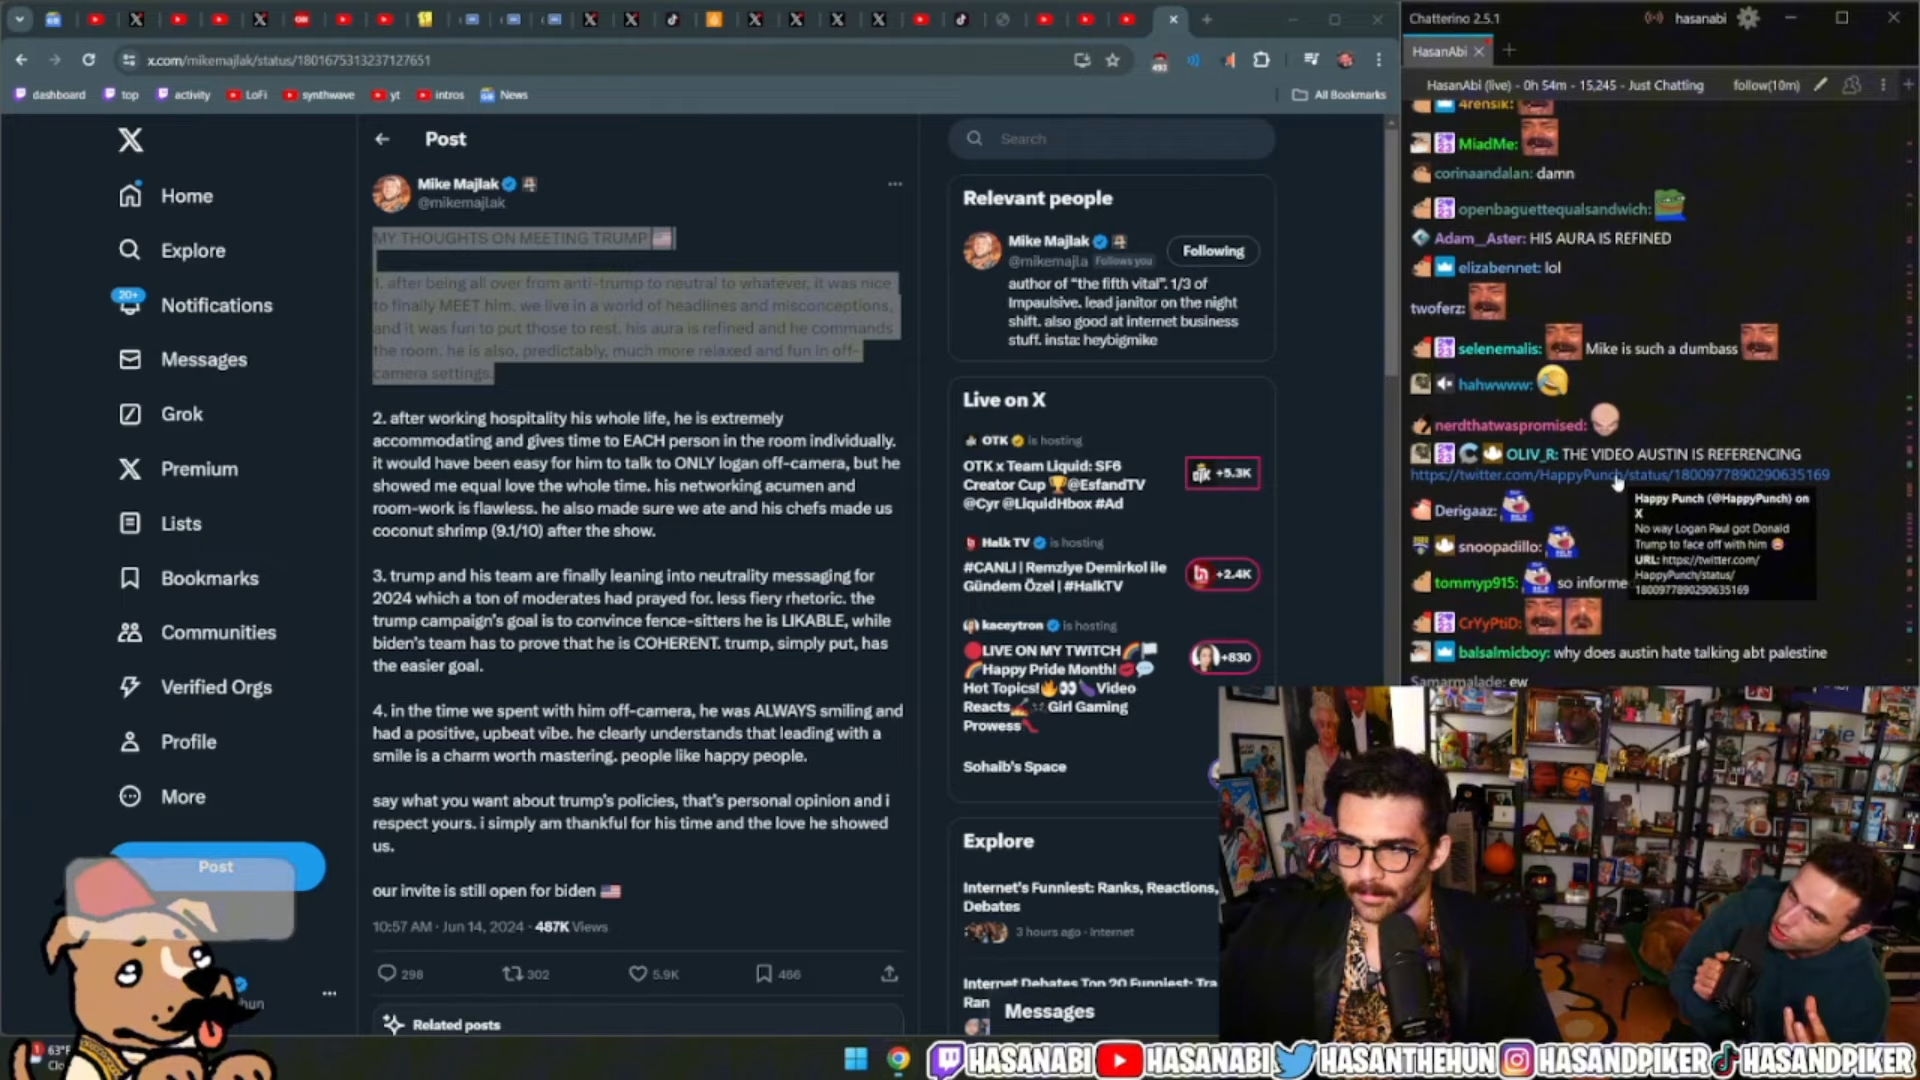 x.com/mikemajlak/status/1801675313237127651
dashboard
top
activity
LoFi
synthwave
yt
intros
News
All Bookmarks
Home
Explore
20+
Notifications
Messages
Grok
Premium
Lists
Bookmarks
Communities
Verified Orgs
Profile
More
Post
Post
Mike Majlak
@mikemajlak
MY THOUGHTS ON MEETING TRUMP
1. after being all over from anti-trump to neutral to whatever, it was nice
to finally MEET him. we live in a world of headlines and misconceptions,
and it was fun to put those to rest. his aura is refined and he commands
the room. he is also, predictably, much more relaxed and fun in off-
camera settings.
2. after working hospitality his whole life, he is extremely
accommodating and gives time to EACH person in the room individually.
it would have been easy for him to talk to ONLY logan off-camera, but he
showed me equal love the whole time. his networking acumen and
room-work is flawless. he also made sure we ate and his chefs made us
coconut shrimp (9.1/10) after the show.
3. trump and his team are finally leaning into neutrality messaging for
2024 which a ton of moderates had prayed for. less fiery rhetoric. the
trump campaign's goal is to convince fence-sitters he is LIKABLE, while
biden's team has to prove that he is COHERENT. trump, simply put, has
the easier goal.
4. in the time we spent with him off-camera, he was ALWAYS smiling and
had a positive, upbeat vibe. he clearly understands that leading with a
smile is a charm worth mastering. people like happy people.
say what you want about trump's policies, that's personal opinion and i
respect yours. i simply am thankful for his time and the love he showed
us.
our invite is still open for biden
10:57 AM · Jun 14, 2024 · 487K Views
298
302
5.9K
466
Related posts
Search
Relevant people
Mike Majlak
@mikemajla Follows you
Following
author of “the fifth vital”. 1/3 of
Impaulsive. lead janitor on the night
shift. also good at internet business
stuff. insta: heybigmike
Live on X
OTK is hosting
OTK x Team Liquid: SF6
Creator Cup @EsfandTV
@Cyr @LiquidHbox #Ad
+5.3K
Halk TV is hosting
#CANLI | Remziye Demirkol ile
Gündem Özel | #HalkTV
+2.4K
kaceytron is hosting
LIVE ON MY TWITCH
Happy Pride Month!
Hot Topics! Video
Reacts Girl Gaming
Prowess
+830
Sohaib's Space
Explore
Internet's Funniest: Ranks, Reactions,
Debates
3 hours ago · Internet
Internet Debates Top 20 Funniest: Tra
Ran
Messages
Chatterino 2.5.1
hasanabi
HasanAbi
HasanAbi (live) - 0h 54m - 15,245 - Just Chatting
follow(10m)
4rensik:
MiadMe:
corinaandalan: damn
openbaguettequalsandwich:
Adam__Aster: HIS AURA IS REFINED
elizabennet: lol
twoferz:
selenemalis: Mike is such a dumbass
hahwwww:
nerdthatwaspromised:
OLIV_R: THE VIDEO AUSTIN IS REFERENCING
https://twitter.com/HappyPunch/status/1800977890290635169
Derigaaz:
snoopadillo:
tommyp915: so informe
CrYyPtiD:
balsalmicboy: why does austin hate talking abt palestine
Samarmalade: ew
Happy Punch (@HappyPunch) on
X
No way Logan Paul got Donald
Trump to face off with him
URL: https://twitter.com/
HappyPunch/status/
1800977890290635169
63°F
HASANABI
HASANABI
HASANTHEHUN
HASANDPIKER
HASANDPIKER